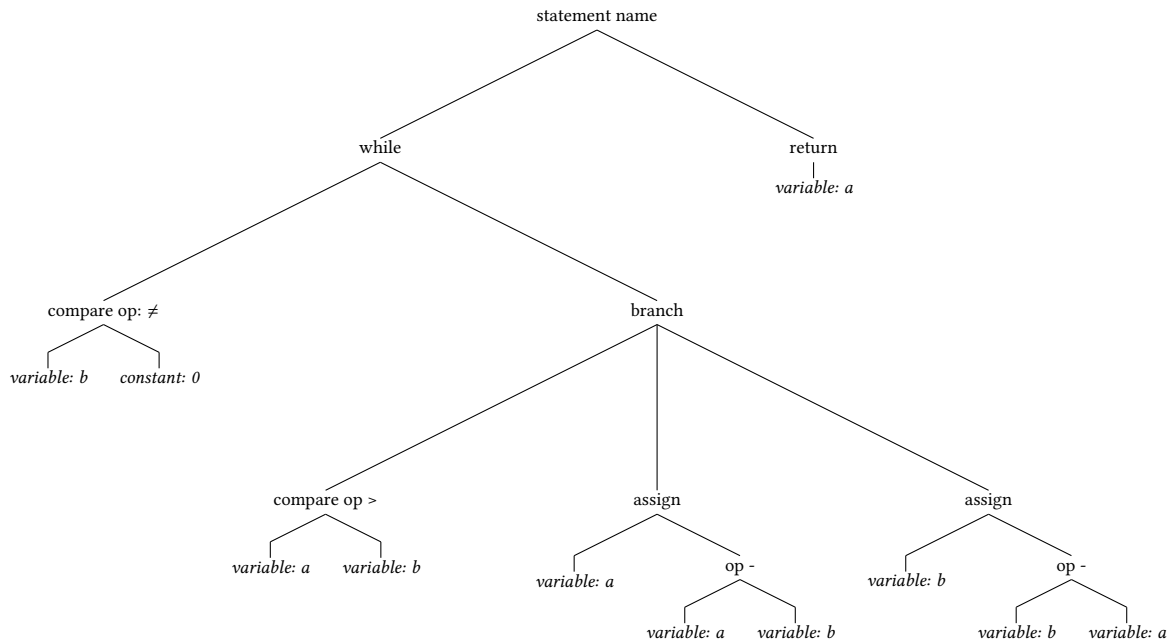 statement name
while
return
variable: a
compare op: ≠
branch
variable: b
constant: 0
compare op >
assign
assign
variable: a
variable: b
variable: a
op -
variable: b
op -
variable: a
variable: b
variable: b
variable: a